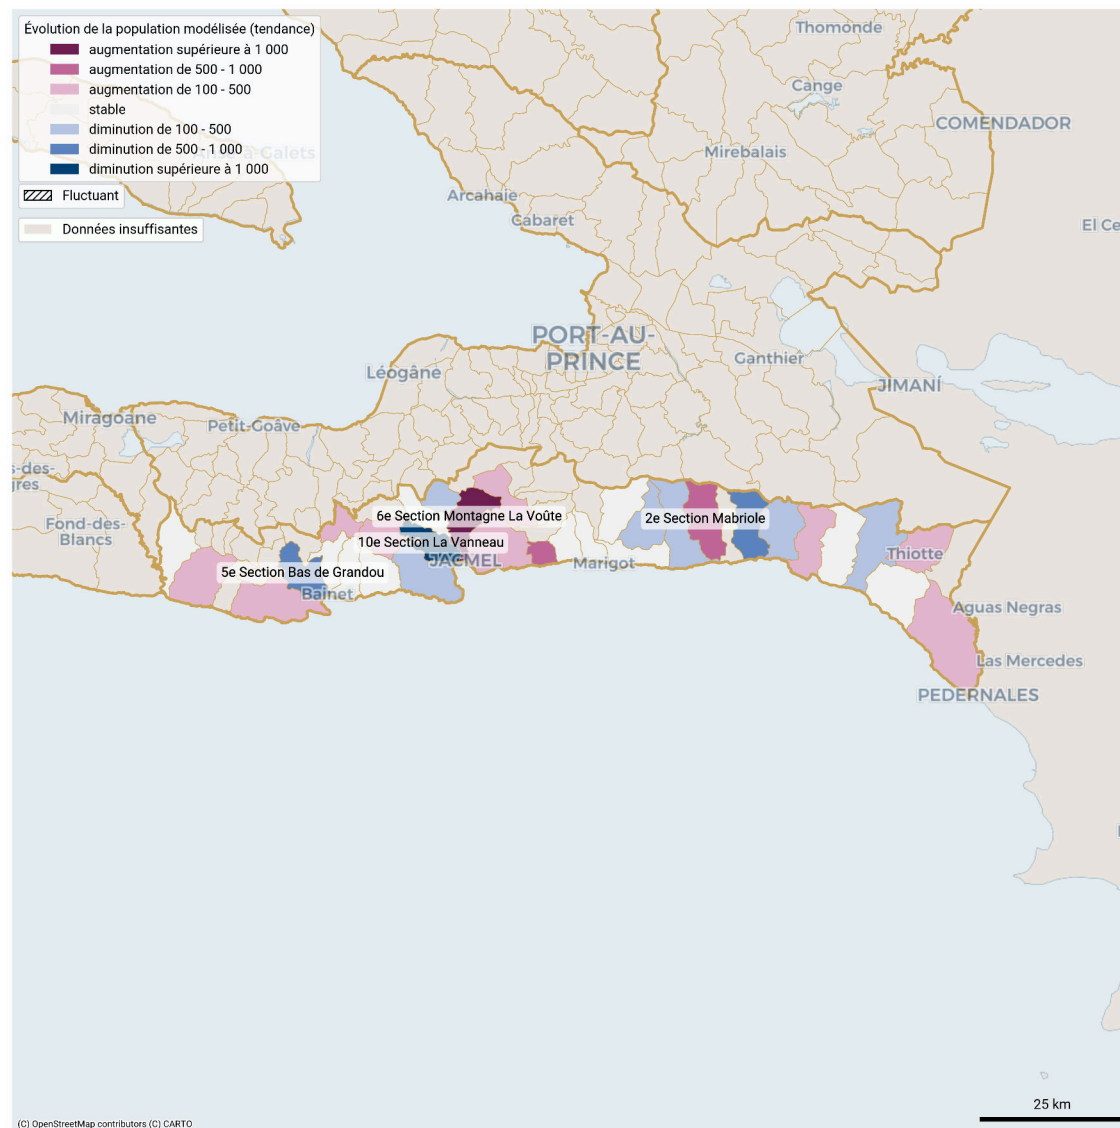 Évolution de la population modélisée (tendance)
augmentation supérieure à 1 000
augmentation de 500 - 1 000
augmentation de 100 - 500
stable
diminution de 100 - 500
diminution de 500 - 1 000
diminution supérieure à 1 000
Fluctuant
Données insuffisantes
Thomonde
Cange
COMENDADOR
Mirebalais
Arcahaie
Cabaret
El Ce
PORT-AU-
PRINCE
Ganthier
Léogâne
JIMANÍ
Miragoane
Petit-Goâve
s-des-
gres
Fond-des-
Blancs
6e Section Montagne La Voûte
2e Section Mabriole
10e Section La Vanneau
JACMEL
Marigot
Thiotte
5e Section Bas de Grandou
Bainet
Aguas Negras
Las Mercedes
PEDERNALES
25 km
(C) OpenStreetMap contributors (C) CARTO